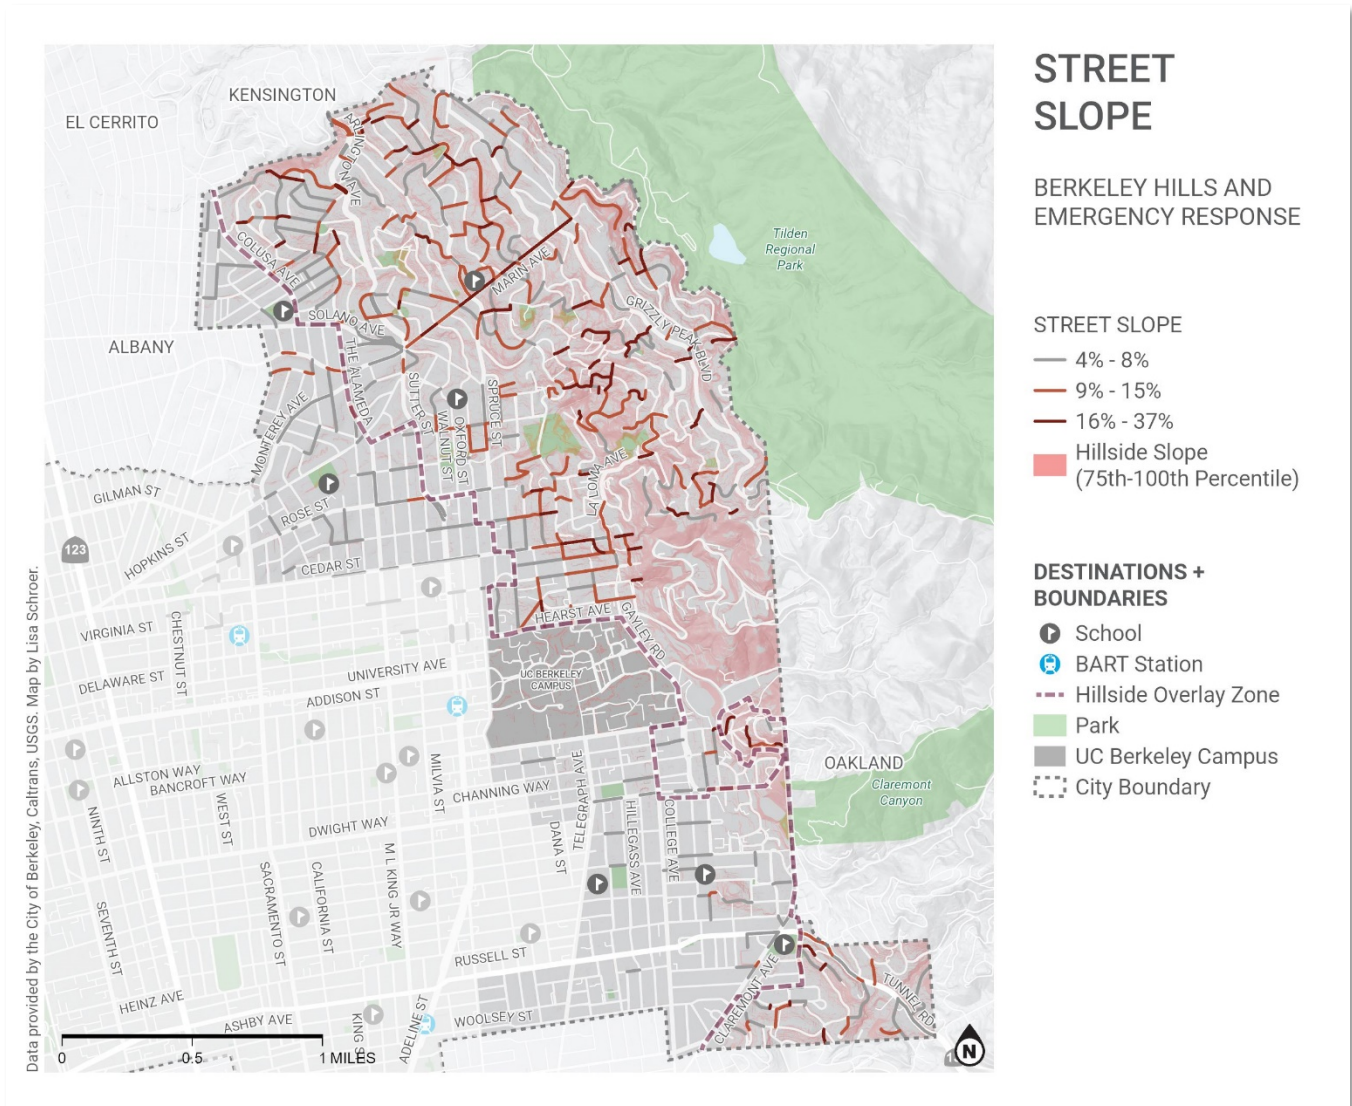 STREET
SLOPE
BERKELEY HILLS AND
EMERGENCY RESPONSE
STREET SLOPE
4% - 8%
9% - 15%
16% - 37%
Hillside Slope
(75th-100th Percentile)
DESTINATIONS +
BOUNDARIES
School
BART Station
Hillside Overlay Zone
Park
UC Berkeley Campus
City Boundary
KENSINGTON
EL CERRITO
ARLINGTON AVE
Tilden
Regional
Park
COLUSA AVE
MARIN AVE
GRIZZLY PEAK BLVD
SOLANO AVE
ALBANY
THE ALAMEDA
SUTTER ST
SPRUCE ST
WALNUT ST
OXFORD ST
MONTEREY AVE
LA LOMA AVE
GILMAN ST
ROSE ST
123
HOPKINS ST
CEDAR ST
HEARST AVE
GAYLEY RD
VIRGINIA ST
CHESTNUT ST
UNIVERSITY AVE
UC BERKELEY
CAMPUS
DELAWARE ST
ADDISON ST
OAKLAND
Claremont
Canyon
ALLSTON WAY
BANCROFT WAY
MILVIA ST
CHANNING WAY
TELEGRAPH AVE
NINTH ST
WEST ST
DWIGHT WAY
DANA ST
HILLEGASS AVE
COLLEGE AVE
M L KING JR WAY
SACRAMENTO ST
CALIFORNIA ST
SEVENTH ST
RUSSELL ST
CLAREMONT AVE
TUNNEL RD
HEINZ AVE
ASHBY AVE
KING S
ADELINE ST
WOOLSEY ST
0
0.5
1 MILES
N
Data provided by the City of Berkeley, Caltrans, USGS. Map by Lisa Schroer.